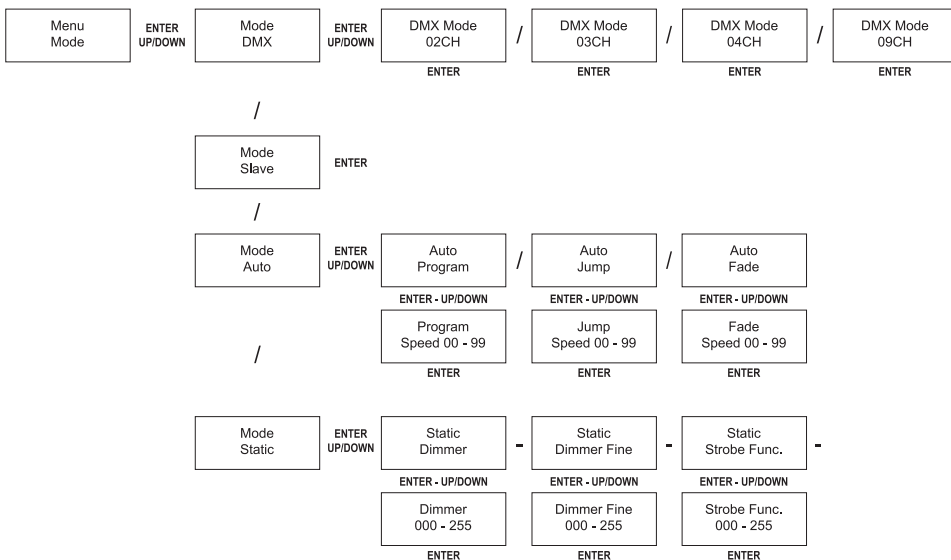 Menu
Mode
ENTER
UP/DOWN
Mode
DMX
ENTER
UP/DOWN
DMX Mode
02CH
ENTER
/
DMX Mode
03CH
ENTER
/
DMX Mode
04CH
ENTER
/
DMX Mode
09CH
ENTER
/
Mode
Slave
ENTER
/
Mode
Auto
ENTER
UP/DOWN
Auto
Program
/
Auto
Jump
/
Auto
Fade
ENTER - UP/DOWN
ENTER - UP/DOWN
ENTER - UP/DOWN
Program
Speed 00 - 99
ENTER
Jump
Speed 00 - 99
ENTER
Fade
Speed 00 - 99
ENTER
/
Mode
Static
ENTER
UP/DOWN
Static
Dimmer
-
Static
Dimmer Fine
-
Static
Strobe Func.
-
ENTER - UP/DOWN
ENTER - UP/DOWN
ENTER - UP/DOWN
Dimmer
000 - 255
ENTER
Dimmer Fine
000 - 255
ENTER
Strobe Func.
000 - 255
ENTER